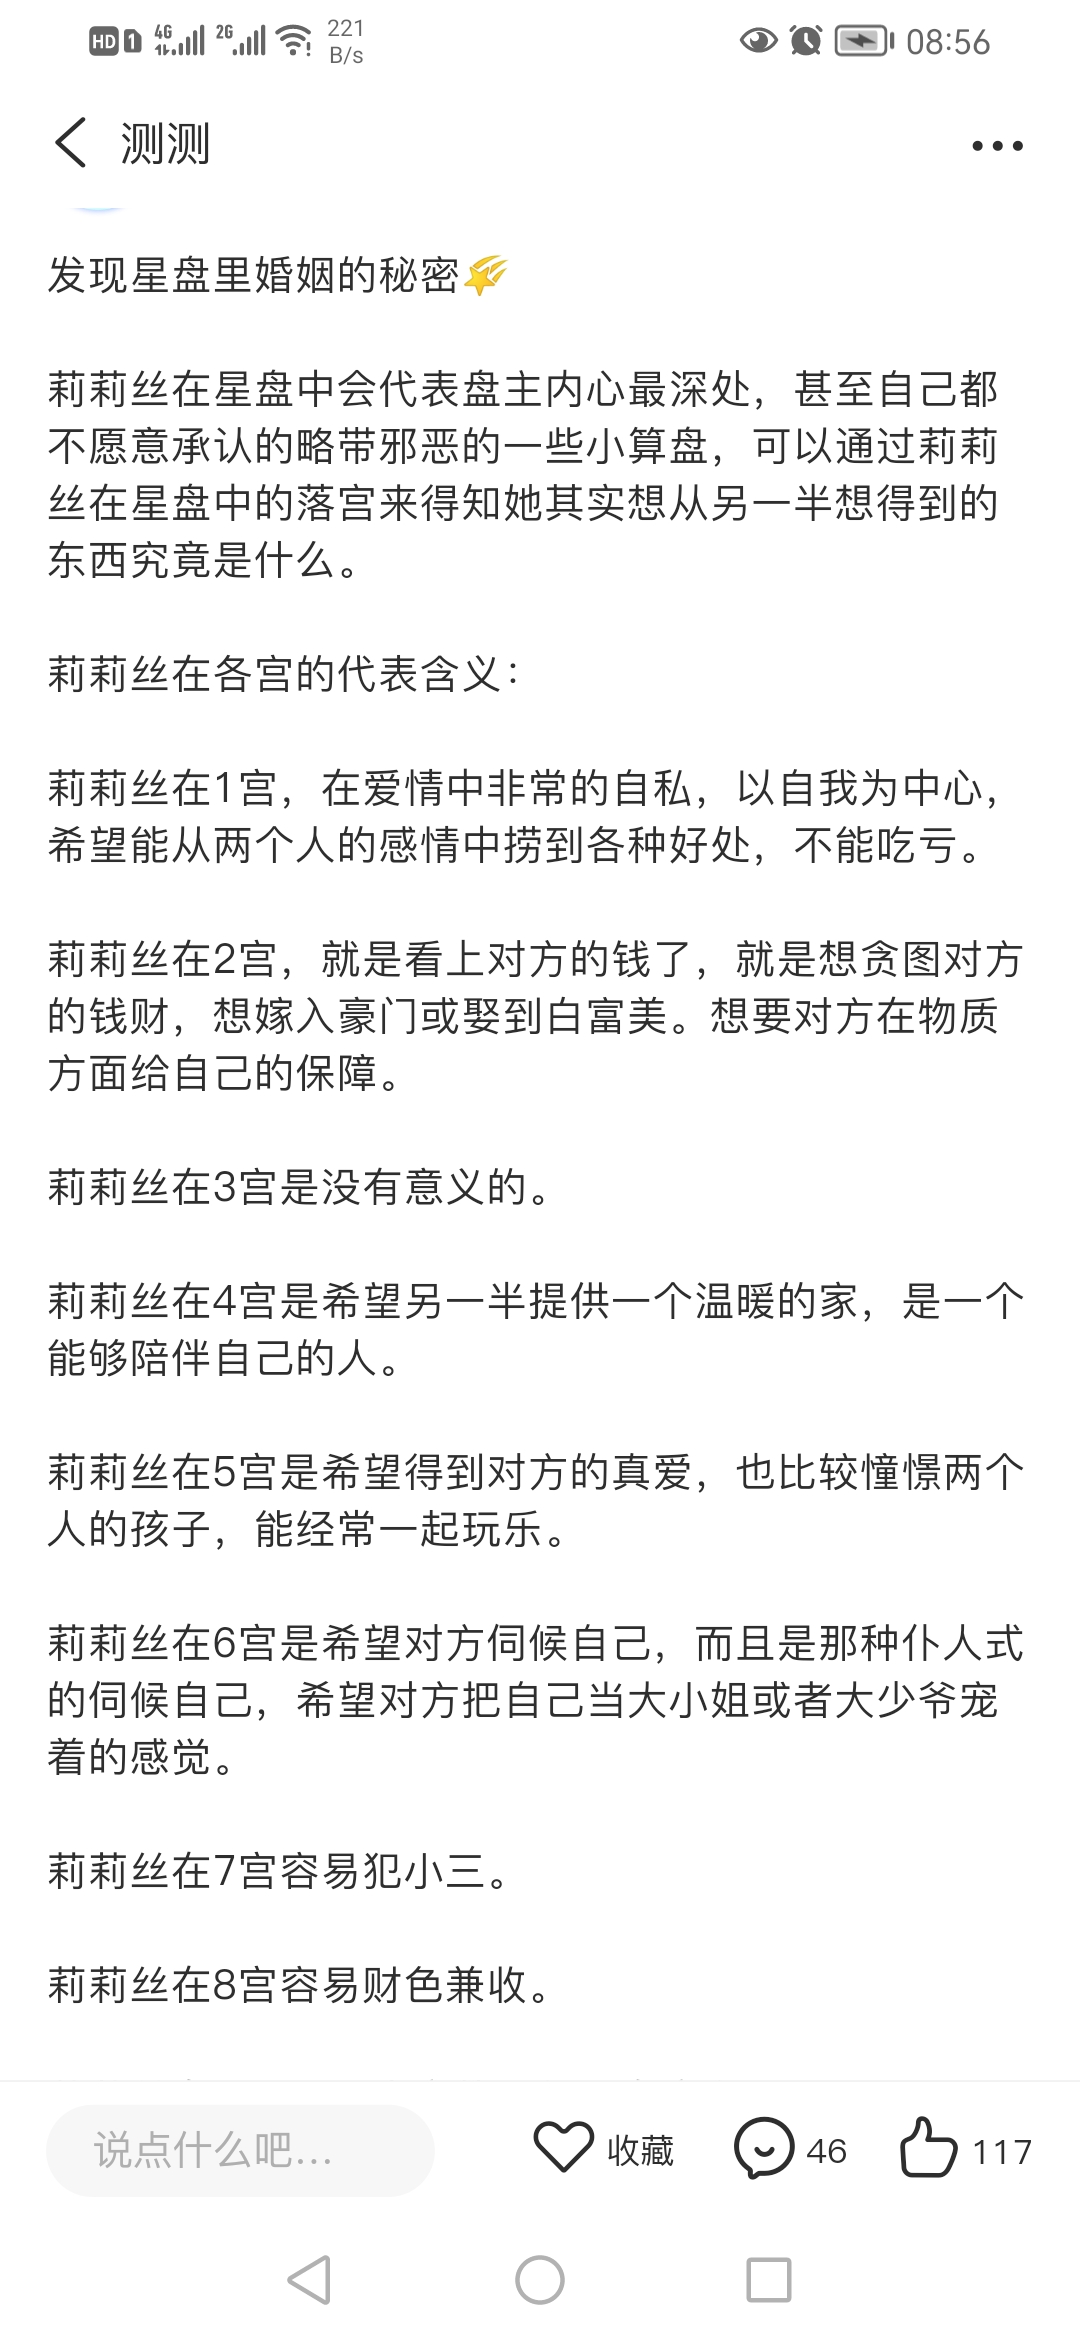 HD 1 4G 2G 221 B/s 08:56
测测
发现星盘里婚姻的秘密
莉莉丝在星盘中会代表盘主内心最深处，甚至自己都
不愿意承认的略带邪恶的一些小算盘，可以通过莉莉
丝在星盘中的落宫来得知她其实想从另一半想得到的
东西究竟是什么。
莉莉丝在各宫的代表含义：
莉莉丝在1宫，在爱情中非常的自私，以自我为中心，
希望能从两个人的感情中捞到各种好处，不能吃亏。
莉莉丝在2宫，就是看上对方的钱了，就是想贪图对方
的钱财，想嫁入豪门或娶到白富美。想要对方在物质
方面给自己的保障。
莉莉丝在3宫是没有意义的。
莉莉丝在4宫是希望另一半提供一个温暖的家，是一个
能够陪伴自己的人。
莉莉丝在5宫是希望得到对方的真爱，也比较憧憬两个
人的孩子，能经常一起玩乐。
莉莉丝在6宫是希望对方伺候自己，而且是那种仆人式
的伺候自己，希望对方把自己当大小姐或者大少爷宠
着的感觉。
莉莉丝在7宫容易犯小三。
莉莉丝在8宫容易财色兼收。
说点什么吧... 收藏 46 117